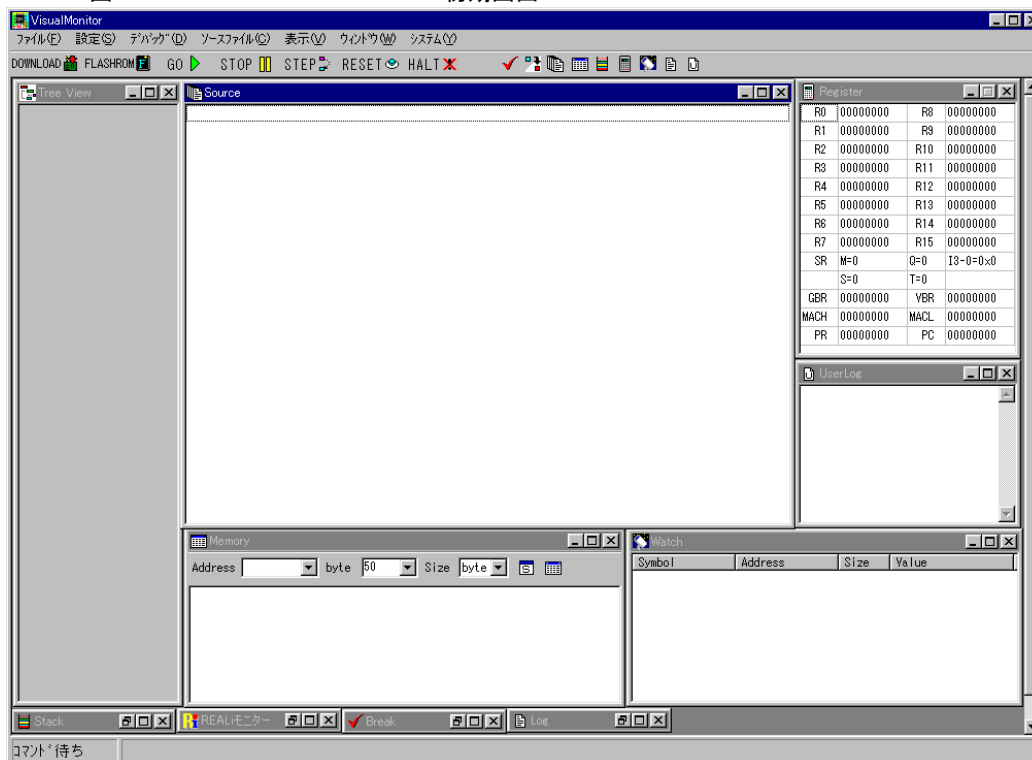 VisualMonitor
ファイル(F) 設定(S) デバッグ(D) ソースファイル(C) 表示(V) ウィンドウ(W) システム(Y)
DOWNLOAD FLASHROM GO STOP STEP RESET HALT
Tree View
Source
Register
R0 00000000 R8 00000000
R1 00000000 R9 00000000
R2 00000000 R10 00000000
R3 00000000 R11 00000000
R4 00000000 R12 00000000
R5 00000000 R13 00000000
R6 00000000 R14 00000000
R7 00000000 R15 00000000
SR M=0 Q=0 I3-0=0x0
S=0 T=0
GBR 00000000 VBR 00000000
MACH 00000000 MACL 00000000
PR 00000000 PC 00000000
UserLog
Memory
Address byte 50 Size byte
Watch
Symbol Address Size Value
Stack REALiモニター Break Log
コマンド待ち